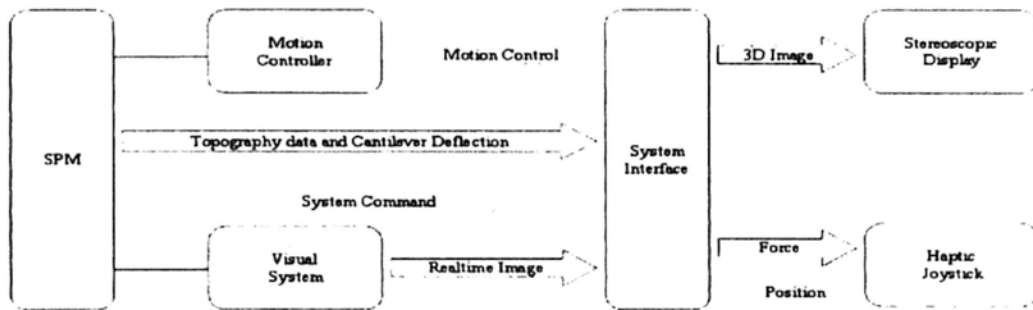 Motion
Controller
Motion Control
3D Image
Stereoscopic
Display
SPM
Topography data and Cantilever Deflection
System
Interface
System Command
Visual
System
Realtime Image
Force
Haptic
Joystick
Position